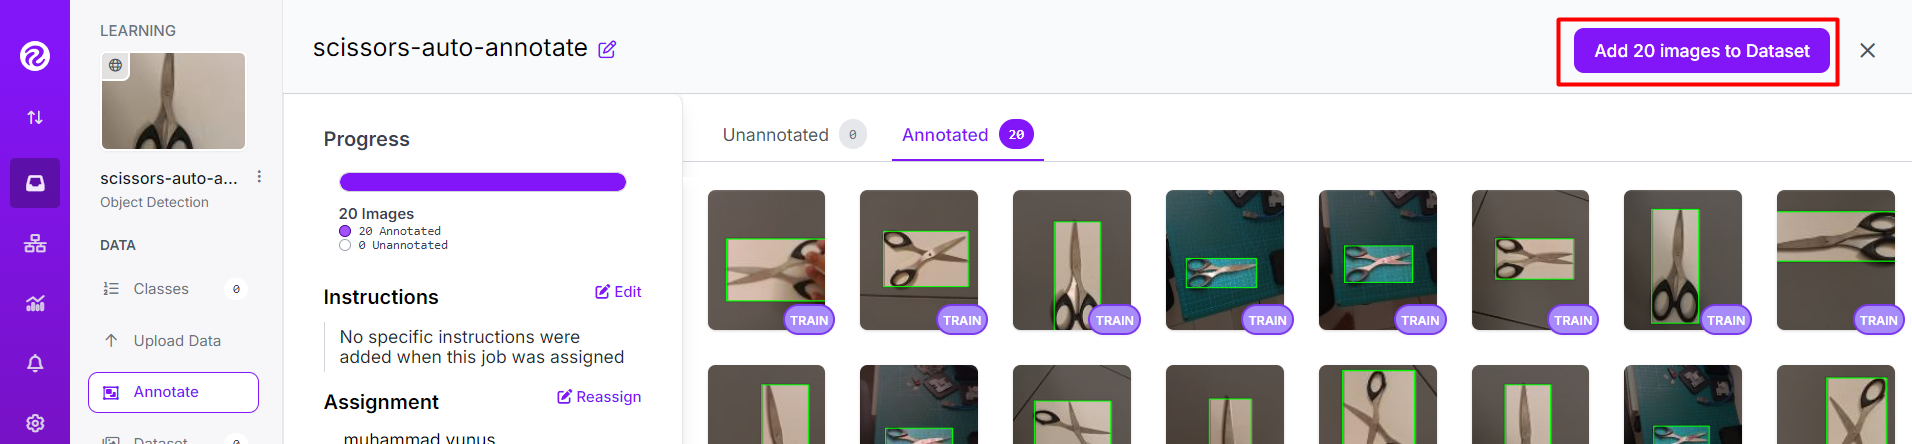 LEARNING
scissors-auto-a...
Object Detection
DATA
Classes 0
Upload Data
Annotate
Dataset
scissors-auto-annotate
Add 20 images to Dataset
Progress
20 Images
20 Annotated
0 Unannotated
Instructions
Edit
No specific instructions were
added when this job was assigned
Assignment
Reassign
muhammad yunus
Unannotated 0
Annotated 20
TRAIN
TRAIN
TRAIN
TRAIN
TRAIN
TRAIN
TRAIN
TRAIN